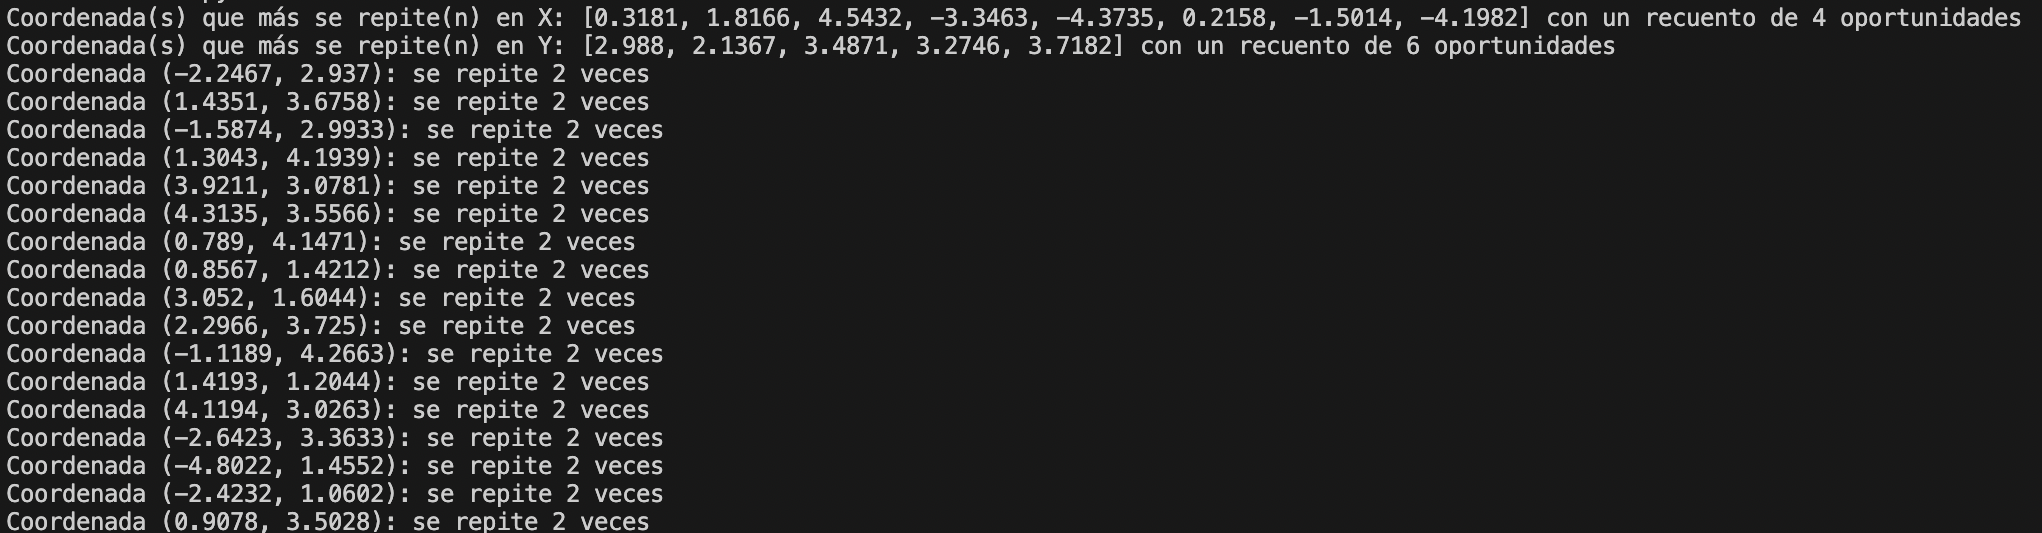 Coordenada(s) que más se repite(n) en X: [0.3181, 1.8166, 4.5432, -3.3463, -4.3735, 0.2158, -1.5014, -4.1982] con un recuento de 4 oportunidades
Coordenada(s) que más se repite(n) en Y: [2.988, 2.1367, 3.4871, 3.2746, 3.7182] con un recuento de 6 oportunidades
Coordenada (-2.2467, 2.937): se repite 2 veces
Coordenada (1.4351, 3.6758): se repite 2 veces
Coordenada (-1.5874, 2.9933): se repite 2 veces
Coordenada (1.3043, 4.1939): se repite 2 veces
Coordenada (3.9211, 3.0781): se repite 2 veces
Coordenada (4.3135, 3.5566): se repite 2 veces
Coordenada (0.789, 4.1471): se repite 2 veces
Coordenada (0.8567, 1.4212): se repite 2 veces
Coordenada (3.052, 1.6044): se repite 2 veces
Coordenada (2.2966, 3.725): se repite 2 veces
Coordenada (-1.1189, 4.2663): se repite 2 veces
Coordenada (1.4193, 1.2044): se repite 2 veces
Coordenada (4.1194, 3.0263): se repite 2 veces
Coordenada (-2.6423, 3.3633): se repite 2 veces
Coordenada (-4.8022, 1.4552): se repite 2 veces
Coordenada (-2.4232, 1.0602): se repite 2 veces
Coordenada (0.9078, 3.5028): se repite 2 veces